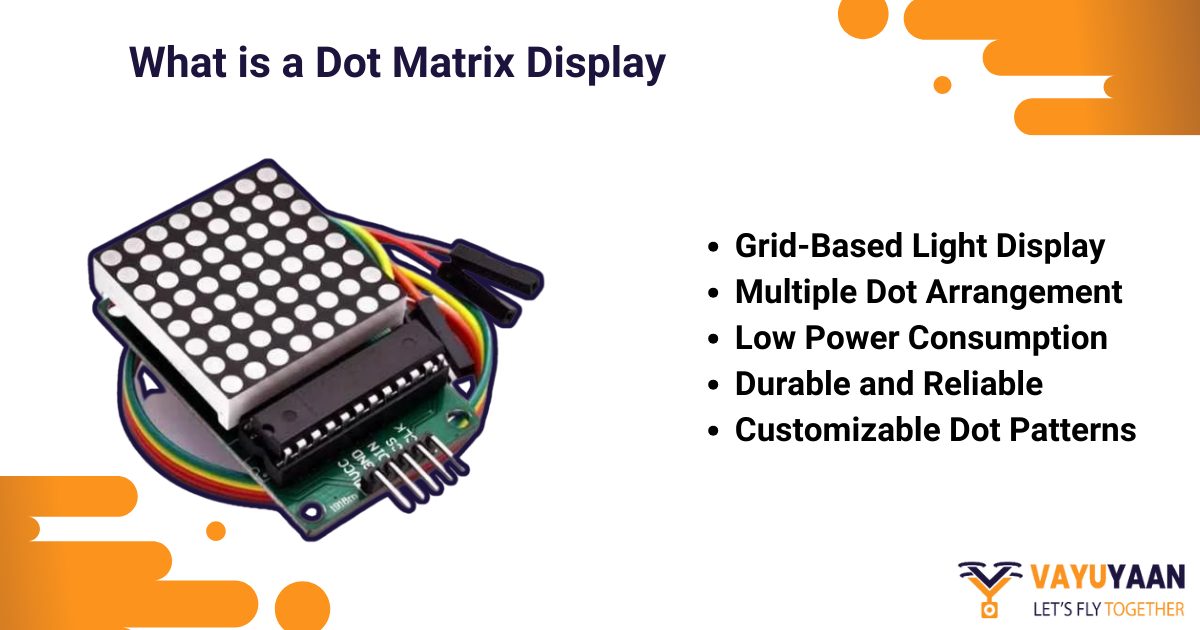 What is a Dot Matrix Display
• Grid-Based Light Display
• Multiple Dot Arrangement
• Low Power Consumption
• Durable and Reliable
• Customizable Dot Patterns
CLK
CS
DIN
GND
VCC
VAYUYAAN
LET'S FLY TOGETHER